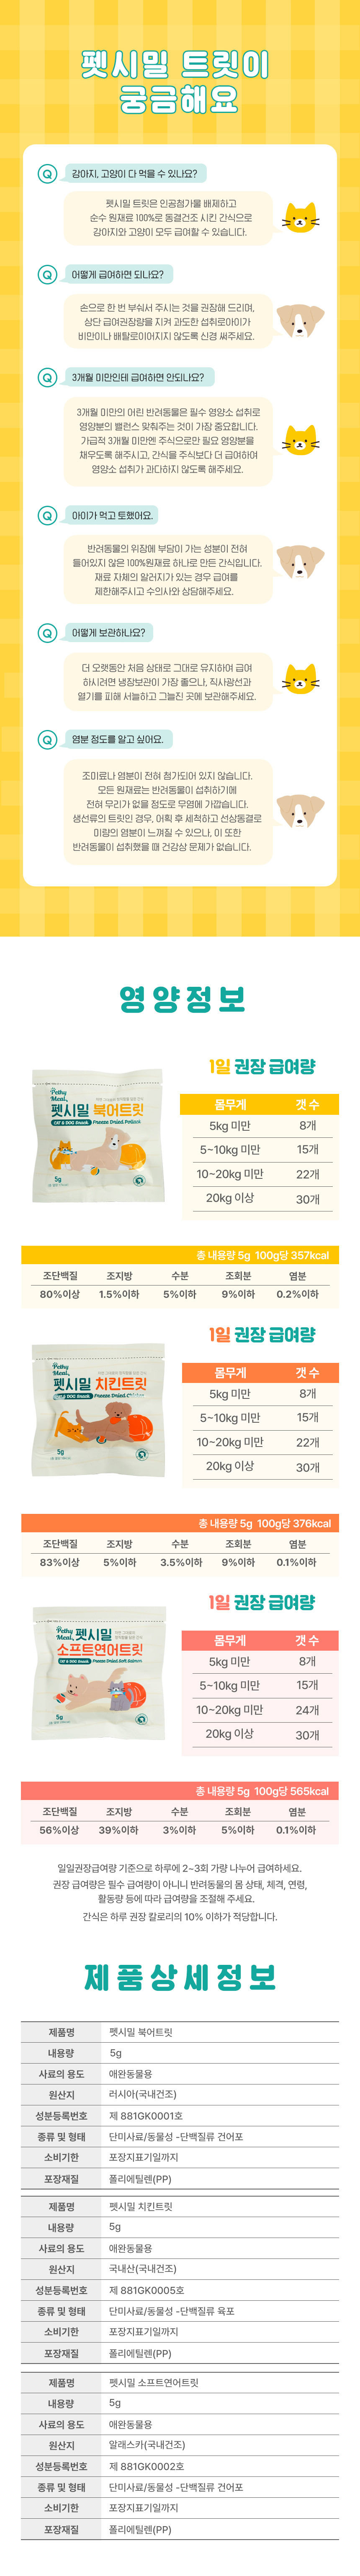 펫시밀 트릿이
궁금해요
Q 강아지, 고양이 다 먹을 수 있나요?
펫시밀 트릿은 인공첨가물 배제하고
순수 원재료 100%로 동결건조 시킨 간식으로
강아지와 고양이 모두 급여할 수 있습니다.
Q 어떻게 급여하면 되나요?
손으로 한 번 부숴서 주시는 것을 권장해 드리며,
상단 급여권장량을 지켜 과도한 섭취로아이가
비만이나 배탈로이어지지 않도록 신경 써주세요.
Q 3개월 미만인데 급여하면 안되나요?
3개월 미만의 어린 반려동물은 필수 영양소 섭취로
영양분의 밸런스 맞춰주는 것이 가장 중요합니다.
가급적 3개월 미만엔 주식으로만 필요 영양분을
채우도록 해주시고, 간식을 주식보다 더 급여하여
영양소 섭취가 과다하지 않도록 해주세요.
Q 아이가 먹고 토했어요.
반려동물의 위장에 부담이 가는 성분이 전혀
들어있지 않은 100%원재료 하나로 만든 간식입니다.
재료 자체의 알러지가 있는 경우 급여를
제한해주시고 수의사와 상담해주세요.
Q 어떻게 보관하나요?
더 오랫동안 처음 상태로 그대로 유지하여 급여
하시려면 냉장보관이 가장 좋으나, 직사광선과
열기를 피해 서늘하고 그늘진 곳에 보관해주세요.
Q 염분 정도를 알고 싶어요.
조미료나 염분이 전혀 첨가되어 있지 않습니다.
모든 원재료는 반려동물이 섭취하기에
전혀 무리가 없을 정도로 무염에 가깝습니다.
생선류의 트릿인 경우, 어획 후 세척하고 선상동결로
미량의 염분이 느껴질 수 있으나, 이 또한
반려동물이 섭취했을 때 건강상 문제가 없습니다.
영양정보
Pethy Meal
펫시밀 북어트릿
CAT & DOG Snack Freeze Dried Pollack
5g
1일 권장 급여량
몸무게 갯 수
5kg 미만 8개
5~10kg 미만 15개
10~20kg 미만 22개
20kg 이상 30개
총 내용량 5g 100g당 357kcal
조단백질 조지방 수분 조회분 염분
80%이상 1.5%이하 5%이하 9%이하 0.2%이하
Pethy Meal
펫시밀 치킨트릿
CAT & DOG Snack Freeze Dried Chicken
5g
1일 권장 급여량
몸무게 갯 수
5kg 미만 8개
5~10kg 미만 15개
10~20kg 미만 22개
20kg 이상 30개
총 내용량 5g 100g당 376kcal
조단백질 조지방 수분 조회분 염분
83%이상 5%이하 3.5%이하 9%이하 0.1%이하
Pethy Meal
펫시밀
소프트연어트릿
CAT & DOG Snack Freeze Dried Soft Salmon
5g
1일 권장 급여량
몸무게 갯 수
5kg 미만 8개
5~10kg 미만 15개
10~20kg 미만 24개
20kg 이상 30개
총 내용량 5g 100g당 565kcal
조단백질 조지방 수분 조회분 염분
56%이상 39%이하 3%이하 5%이하 0.1%이하
일일권장급여량 기준으로 하루에 2~3회 가량 나누어 급여하세요.
권장 급여량은 필수 급여량이 아니니 반려동물의 몸 상태, 체격, 연령,
활동량 등에 따라 급여량을 조절해 주세요.
간식은 하루 권장 칼로리의 10% 이하가 적당합니다.
제품상세정보
제품명 펫시밀 북어트릿
내용량 5g
사료의 용도 애완동물용
원산지 러시아(국내건조)
성분등록번호 제 881GK0001호
종류 및 형태 단미사료/동물성 -단백질류 건어포
소비기한 포장지표기일까지
포장재질 폴리에틸렌(PP)
제품명 펫시밀 치킨트릿
내용량 5g
사료의 용도 애완동물용
원산지 국내산(국내건조)
성분등록번호 제 881GK0005호
종류 및 형태 단미사료/동물성 -단백질류 육포
소비기한 포장지표기일까지
포장재질 폴리에틸렌(PP)
제품명 펫시밀 소프트연어트릿
내용량 5g
사료의 용도 애완동물용
원산지 알래스카(국내건조)
성분등록번호 제 881GK0002호
종류 및 형태 단미사료/동물성 -단백질류 건어포
소비기한 포장지표기일까지
포장재질 폴리에틸렌(PP)